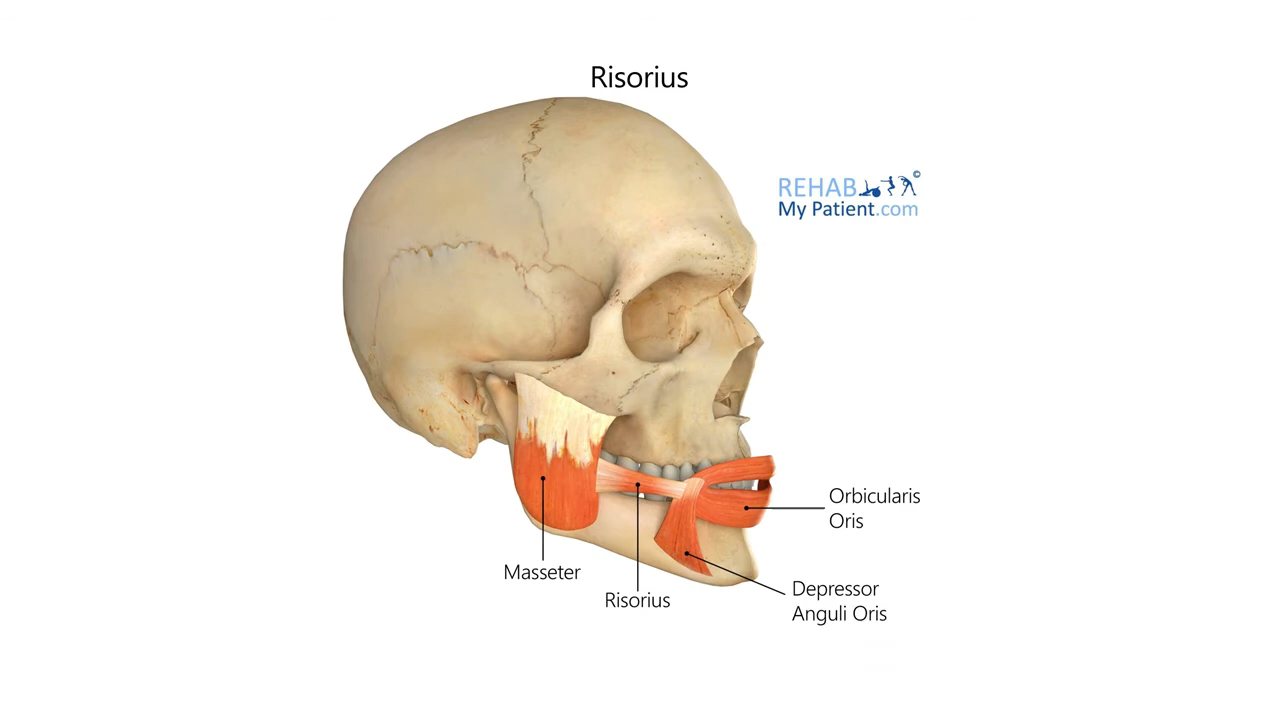 Risorius
REHAB
My Patient.com
©
Orbicularis
Oris
Masseter
Risorius
Depressor
Anguli Oris